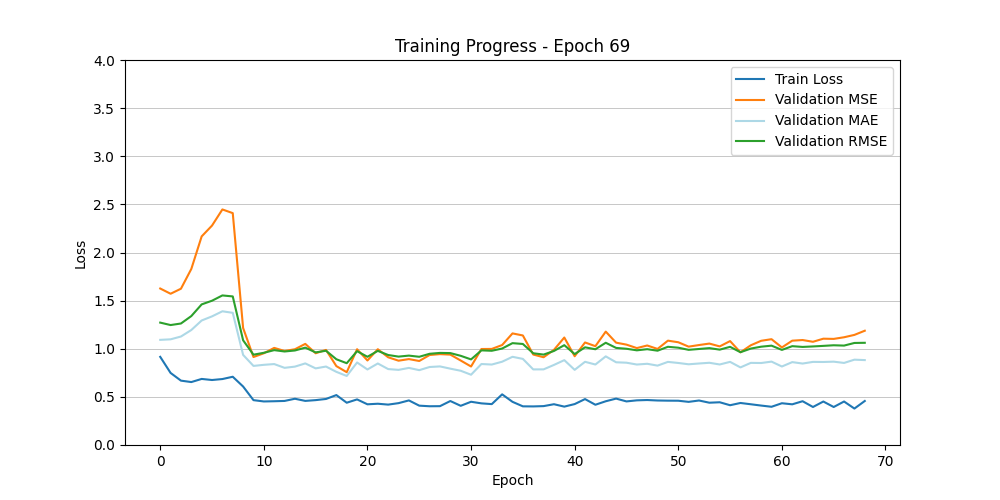 Training Progress - Epoch 69
4.0
3.5
3.0
2.5
2.0
1.5
1.0
0.5
0.0
Loss
Train Loss
Validation MSE
Validation MAE
Validation RMSE
0 10 20 30 40 50 60 70
Epoch